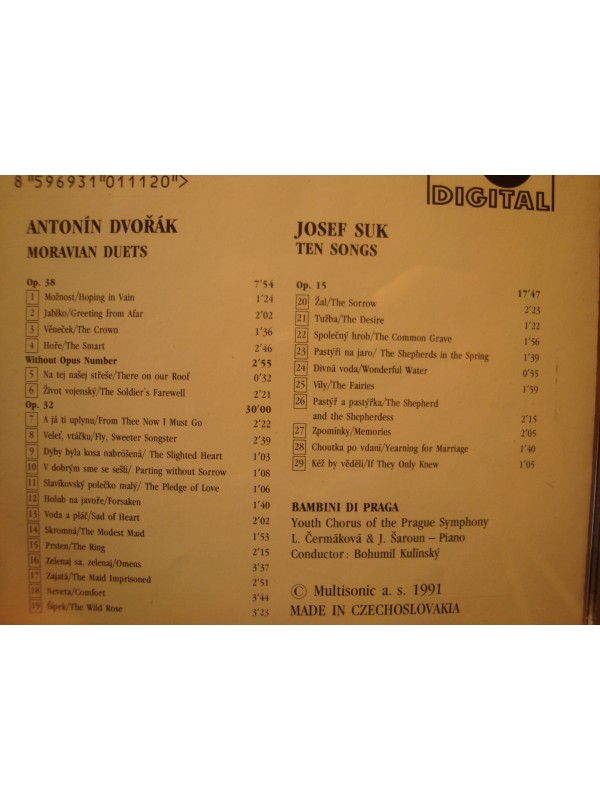 8 "596931"011120">
DIGITAL
ANTONÍN DVOŘÁK
MORAVIAN DUETS
Op. 38 7'54
1 Možnost/Hoping in Vain 1'24
2 Jablko/Greeting from Afar 2'02
3 Věneček/The Crown 1'36
4 Hoře/The Smart 2'46
Without Opus Number 2'55
5 Na tej našej střeše/There on our Roof 0'32
6 Život vojenský/The Soldier's Farewell 2'21
Op. 32 30'00
7 A já ti uplynu/From Thee Now I Must Go 2'22
8 Veleť, vtáčku/Fly, Sweeter Songster 2'39
9 Dyby byla kosa nabróšená/ The Slighted Heart 1'03
10 V dobrým sme se sešli/ Parting without Sorrow 1'08
11 Slavíkovský polečko malý/ The Pledge of Love 1'06
12 Holub na javoře/Forsaken 1'40
13 Voda a pláč/Sad of Heart 2'02
14 Skromná/The Modest Maid 1'53
15 Prsten/The Ring 2'15
16 Zelenaj sa, zelenaj/Omens 3'37
17 Zajatá/The Maid Imprisoned 2'51
18 Neveta/Comfort 3'44
19 Šípek/The Wild Rose 3'23
JOSEF SUK
TEN SONGS
Op. 15 17'47
20 Žal/The Sorrow 2'23
21 Tužba/The Desire 1'22
22 Společný hrob/The Common Grave 1'56
23 Pastýři na jaro/ The Shepherds in the Spring 1'39
24 Divná voda/Wonderful Water 0'55
25 Víly/The Fairies 1'59
26 Pastýř a pastýřka/The Shepherd
and the Shepherdess 2'15
27 Zpomínky/Memories 2'05
28 Choutka po vdaní/Yearning for Marriage 1'40
29 Kéž by věděli/If They Only Knew 1'05
BAMBINI DI PRAGA
Youth Chorus of the Prague Symphony
L. Čermáková & J. Šaroun – Piano
Conductor: Bohumil Kulínský
© Multisonic a. s. 1991
MADE IN CZECHOSLOVAKIA